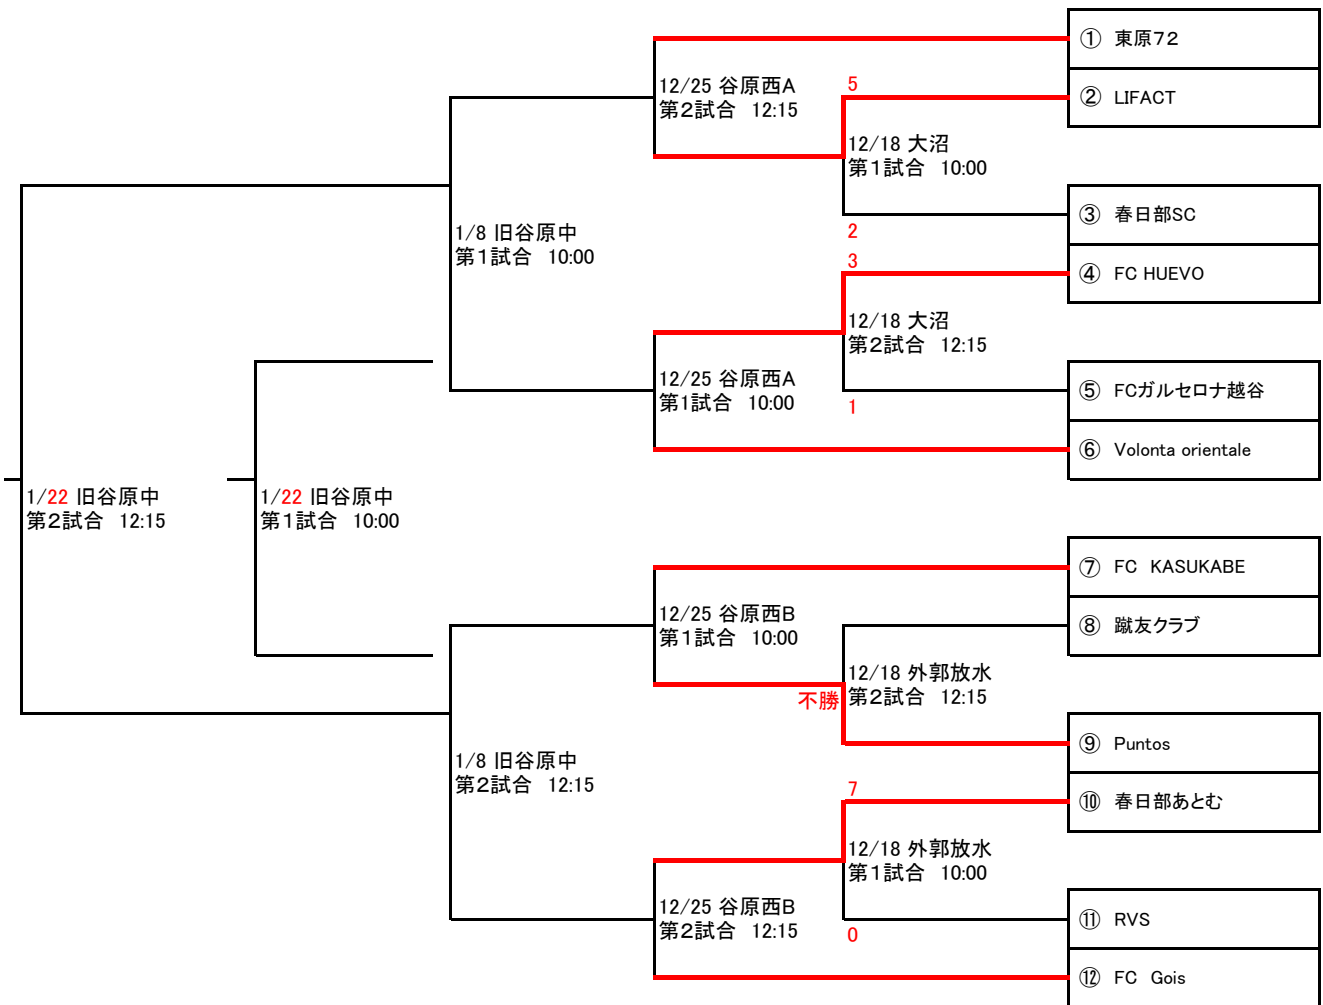 ① 東原72
12/25 谷原西A
第2試合 12:15
5
② LIFACT
12/18 大沼
第1試合 10:00
③ 春日部SC
2
1/8 旧谷原中
第1試合 10:00
3
④ FC HUEVO
12/18 大沼
第2試合 12:15
12/25 谷原西A
第1試合 10:00
⑤ FCガルセロナ越谷
1
⑥ Volonta orientale
1/22 旧谷原中
第2試合 12:15
1/22 旧谷原中
第1試合 10:00
⑦ FC KASUKABE
12/25 谷原西B
第1試合 10:00
⑧ 蹴友クラブ
12/18 外郭放水
第2試合 12:15
不勝
⑨ Puntos
1/8 旧谷原中
第2試合 12:15
7
⑩ 春日部あとむ
12/18 外郭放水
第1試合 10:00
12/25 谷原西B
第2試合 12:15
⑪ RVS
0
⑫ FC Gois